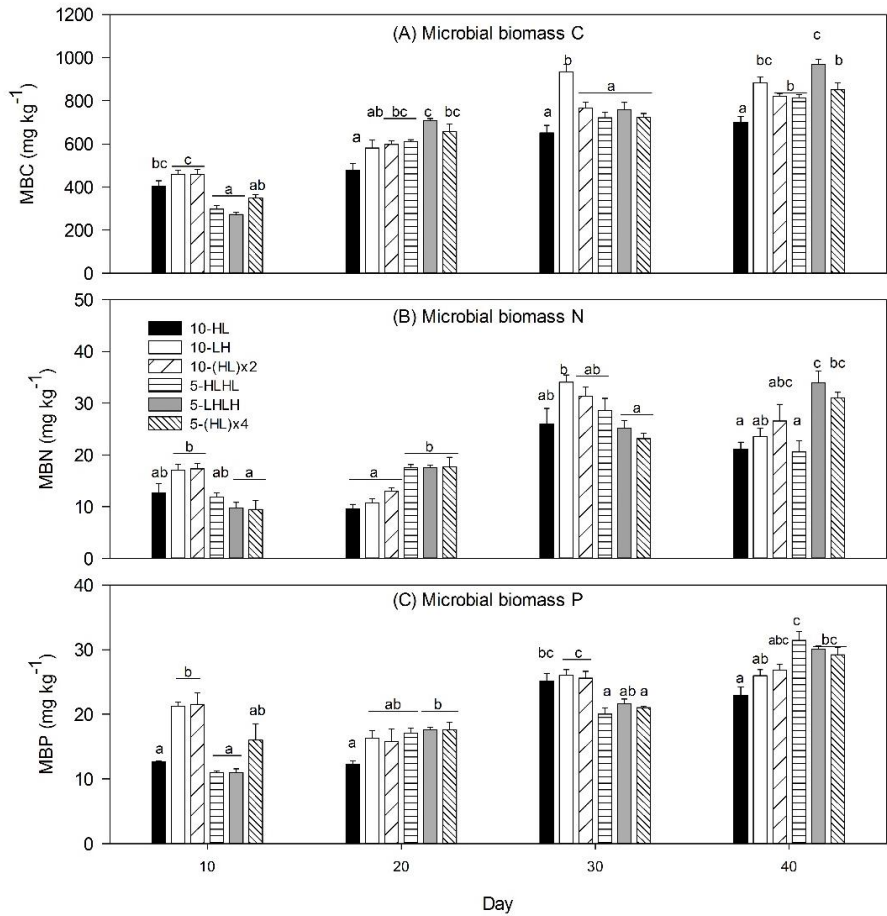 (A) Microbial biomass C
MBC (mg kg⁻¹)
1200
1000
800
600
400
200
0
bc
c
a
ab
a
ab
bc
c
bc
a
b
a
a
bc
b
c
b
(B) Microbial biomass N
MBN (mg kg⁻¹)
50
40
30
20
10
0
10-HL
10-LH
10-(HL)x2
5-HLHL
5-LHLH
5-(HL)x4
ab
b
ab
a
a
b
ab
b
ab
a
a
ab
abc
a
c
bc
(C) Microbial biomass P
MBP (mg kg⁻¹)
40
30
20
10
0
a
b
a
ab
a
ab
b
bc
c
a
ab
a
a
ab
abc
c
bc
10
20
30
40
Day